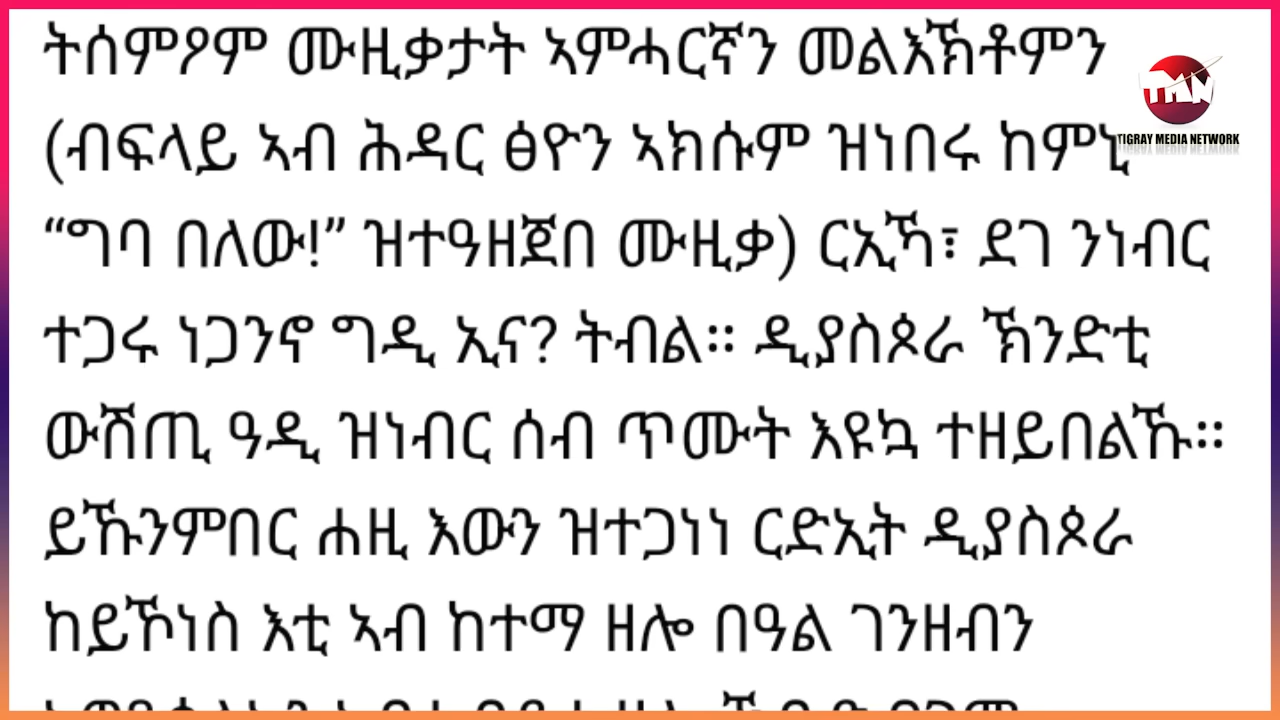 ትሰምዖም ሙዚቃታት ኣምሓርኛን መልእኽቶምን
(ብፍላይ ኣብ ሕዳር ፅዮን ኣክሱም ዝነበሩ ከምኒ
“ግባ በለው!” ዝተዓዘጀበ ሙዚቃ) ርኢኻ፣ ደገ ንነብር
ተጋሩ ነጋንኖ ግዲ ኢና? ትብል። ዲያስጶራ ኽንድቲ
ውሽጢ ዓዲ ዝነብር ሰብ ጥሙት እዩኳ ተዘይበልኹ።
ይኹንምበር ሐዚ እውን ዝተጋነነ ርድኢት ዲያስጶራ
ከይኾነስ እቲ ኣብ ከተማ ዘሎ በዓል ገንዘብን
TMN
TIGRAY MEDIA NETWORK